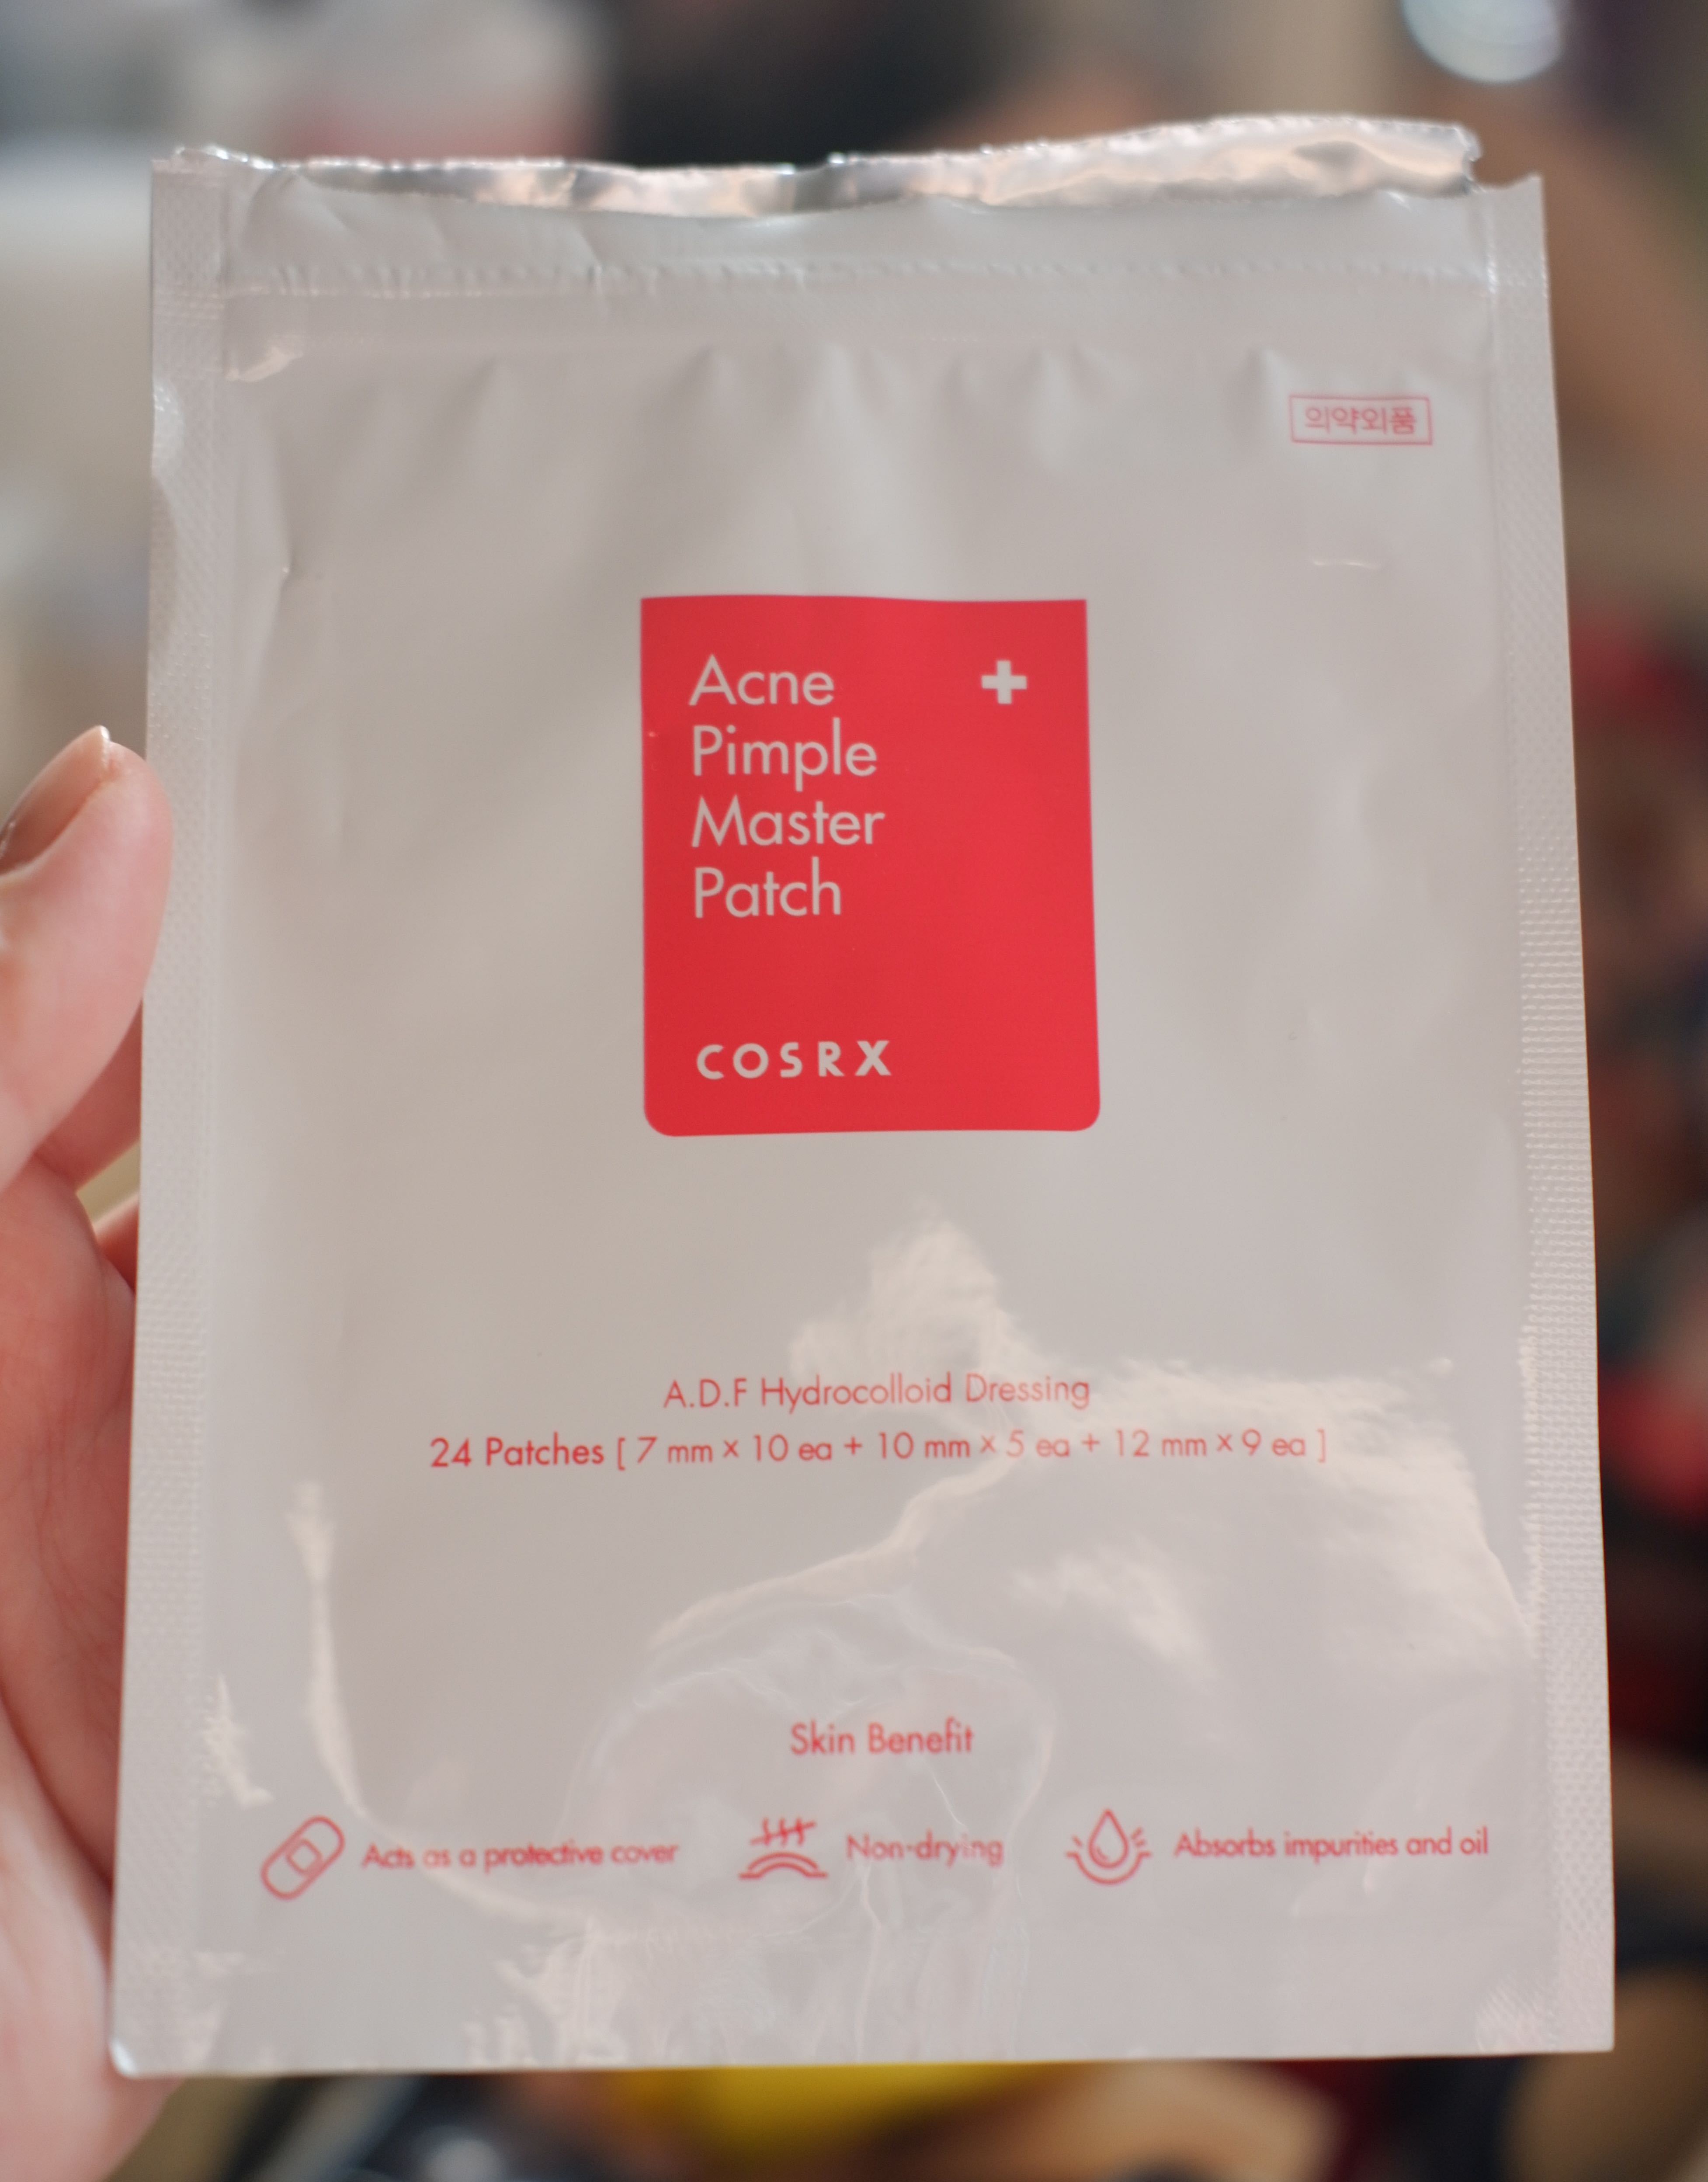 의약외품
Acne
Pimple
Master
Patch
COSRX
A.D.F Hydrocolloid Dressing
24 Patches [ 7 mm × 10 ea + 10 mm × 5 ea + 12 mm × 9 ea ]
Skin Benefit
Acts as a protective cover
Non-drying
Absorbs impurities and oil